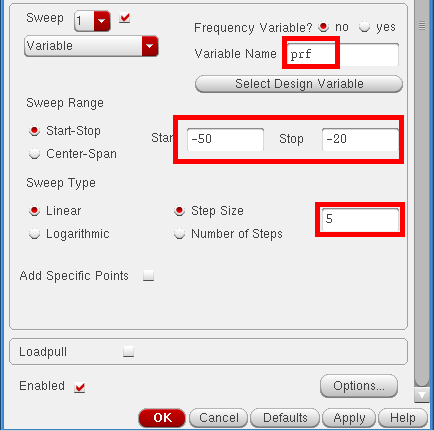 Sweep 1 Frequency Variable? no yes
Variable Variable Name prf
Select Design Variable
Sweep Range
Start-Stop Star -50 Stop -20
Center-Span
Sweep Type
Linear Step Size 5
Logarithmic Number of Steps
Add Specific Points
Loadpull
Enabled Options...
OK Cancel Defaults Apply Help